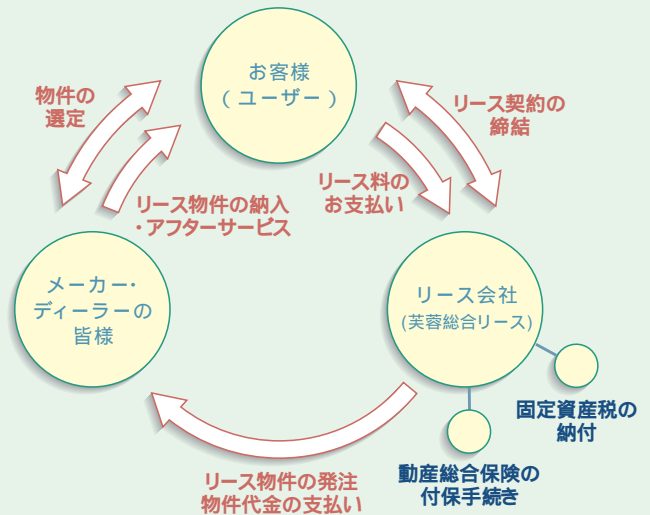 お客様
(ユーザー)
物件の
選定
リース契約の
締結
リース物件の納入
・アフターサービス
リース料の
お支払い
メーカー・
ディーラーの
皆様
リース会社
(芙蓉総合リース)
固定資産税の
納付
動産総合保険の
付保手続き
リース物件の発注
物件代金の支払い